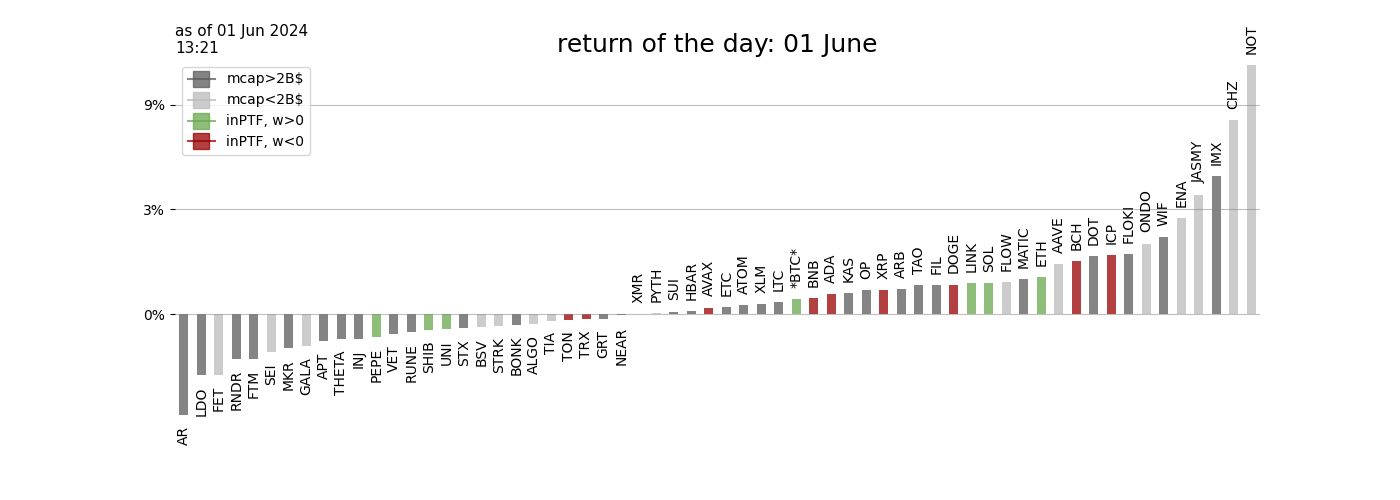 as of 01 Jun 2024
13:21
return of the day: 01 June
mcap>2B$
mcap<2B$
inPTF, w>0
inPTF, w<0
9%
3%
0%
AR
LDO
FET
RNDR
FTM
SEI
MKR
GALA
APT
THETA
INJ
PEPE
VET
RUNE
SHIB
UNI
STX
BSV
STRK
BONK
ALGO
TIA
TON
TRX
GRT
NEAR
XMR
PYTH
SUI
HBAR
AVAX
ETC
ATOM
XLM
LTC
*BTC*
BNB
ADA
KAS
OP
XRP
ARB
TAO
FIL
DOGE
LINK
SOL
FLOW
MATIC
ETH
AAVE
BCH
DOT
ICP
FLOKI
ONDO
WIF
ENA
JASMY
IMX
CHZ
NOT